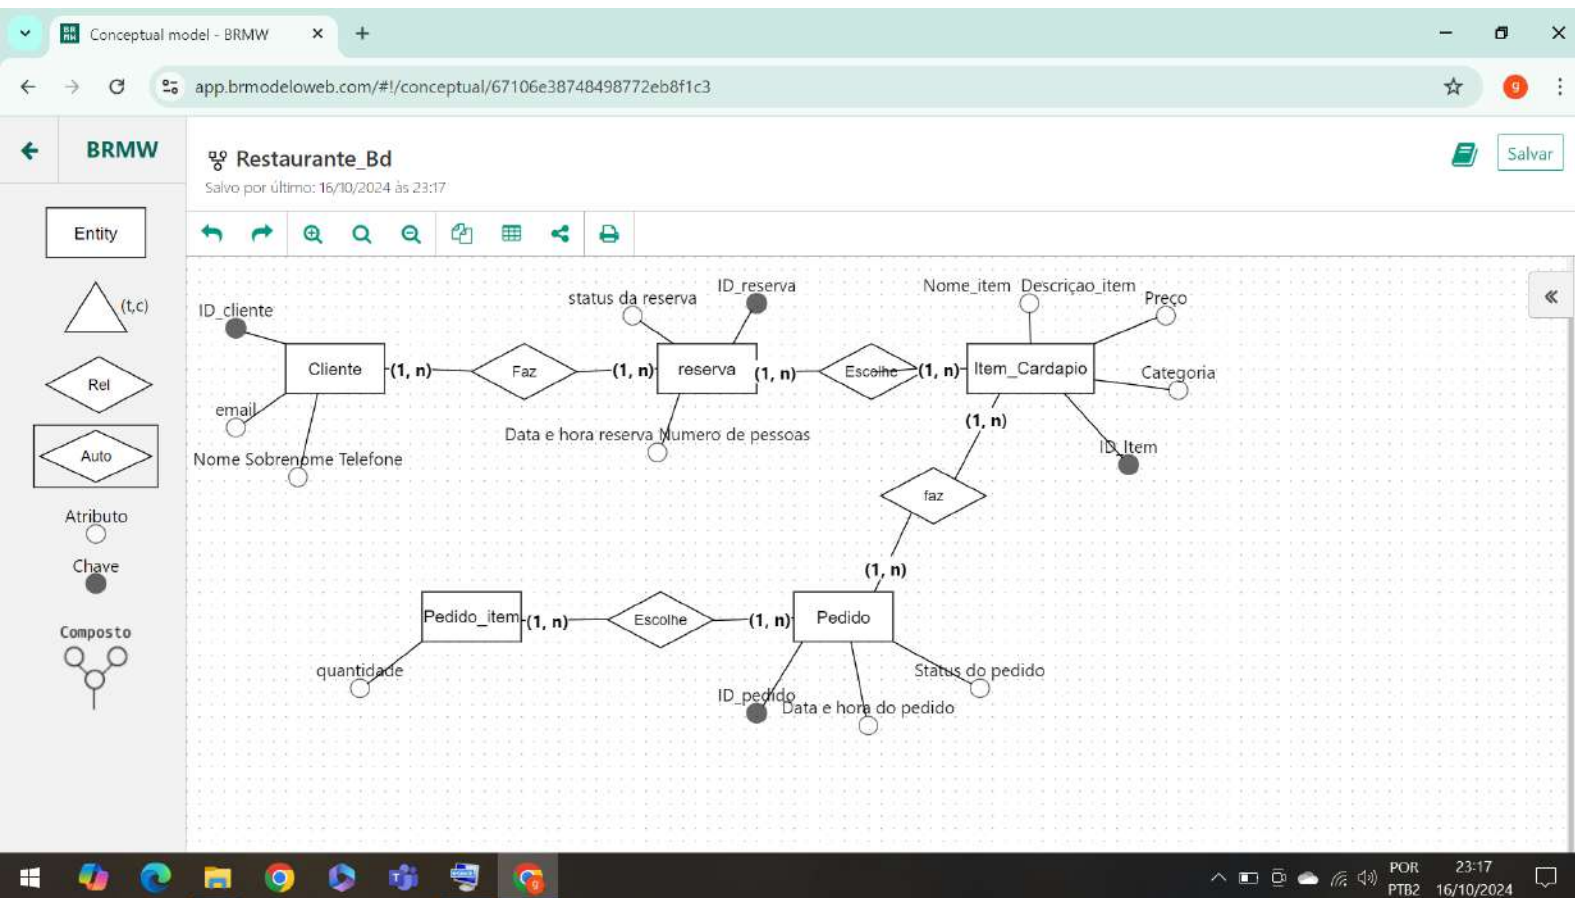 Conceptual model - BRMW
app.brmodeloweb.com/#!/conceptual/67106e38748498772eb8f1c3
g
BRMW
Restaurante_Bd
Salvo por último: 16/10/2024 às 23:17
Salvar
Entity
(t,c)
Rel
Auto
Atributo
Chave
Composto
ID_cliente
status da reserva
ID_reserva
Nome_item Descriçao_item
Preço
Cliente
(1, n)
Faz
(1, n)
reserva
(1, n)
Escolhe
(1, n)
Item_Cardapio
Categoria
email
(1, n)
Data e hora reserva Numero de pessoas
ID_Item
Nome Sobrenome Telefone
faz
(1, n)
Pedido_item
(1, n)
Escolhe
(1, n)
Pedido
quantidade
Status do pedido
ID_pedido
Data e hora do pedido
POR
PTB2
23:17
16/10/2024